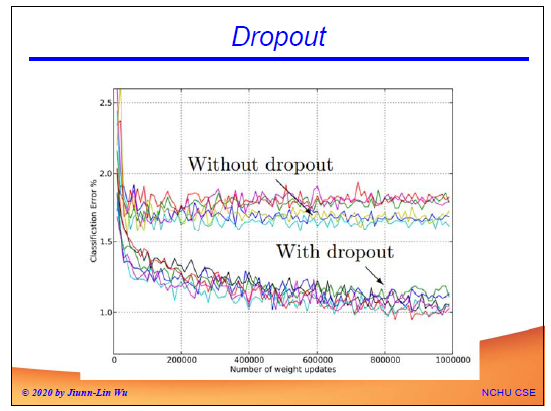 Dropout
2.5
2.0
1.5
1.0
Classification Error %
Without dropout
With dropout
0 200000 400000 600000 800000 1000000
Number of weight updates
© 2020 by Jiunn-Lin Wu
NCHU CSE